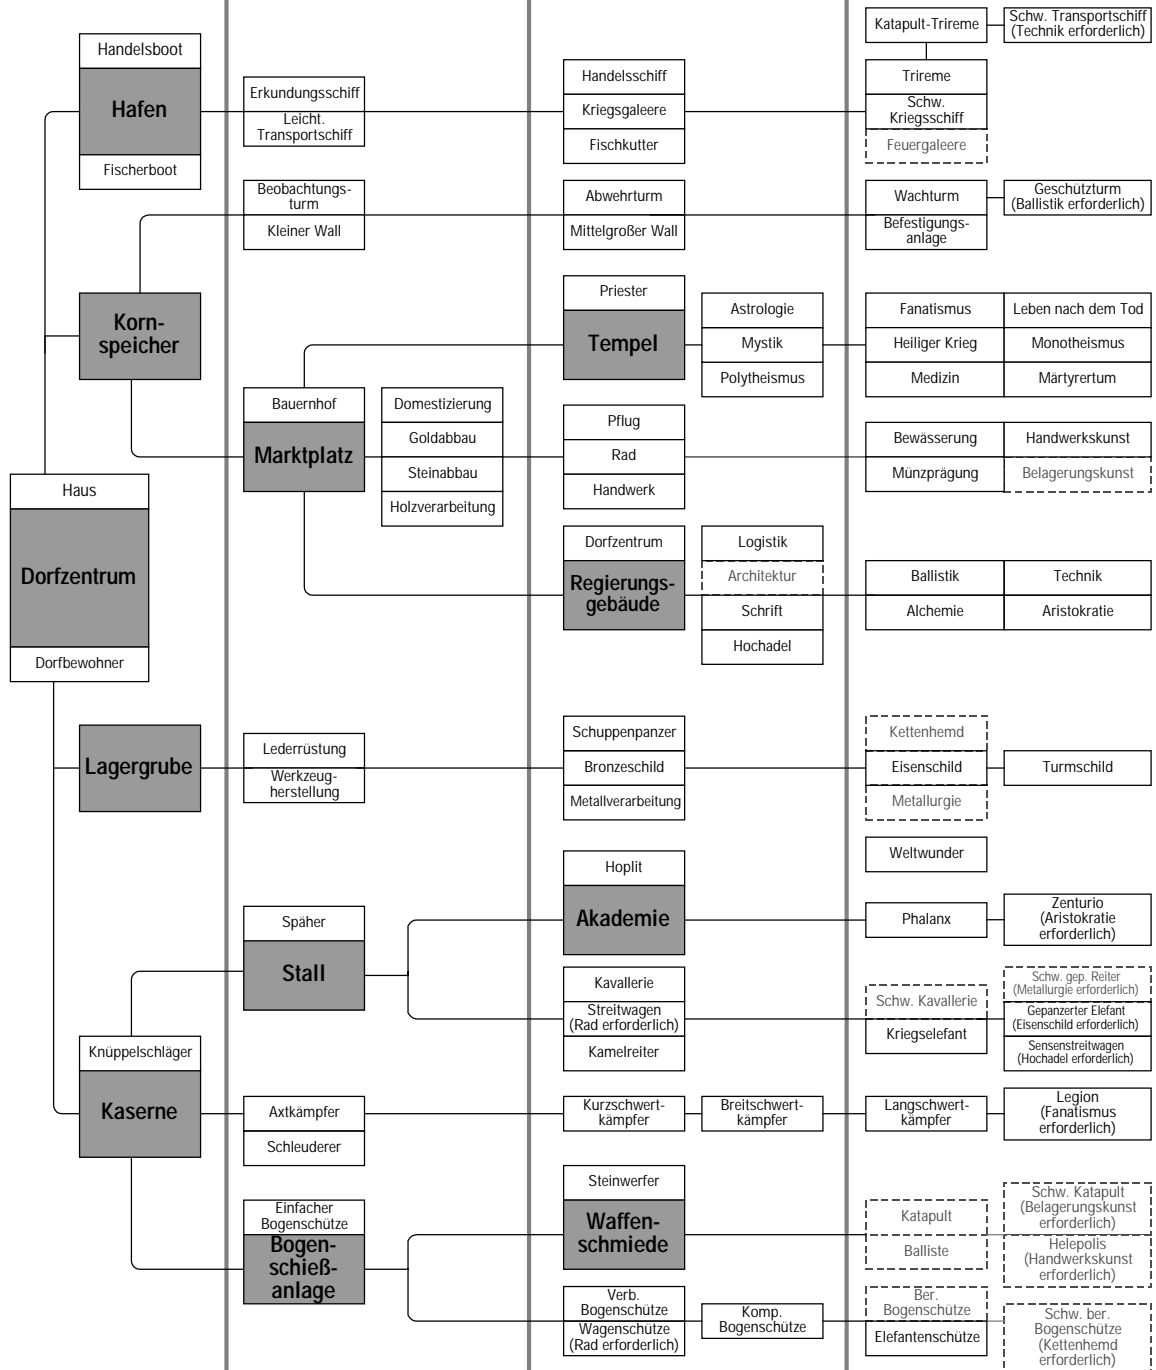 Katapult-Trireme
Schw. Transportschiff
(Technik erforderlich)
Handelsboot
Hafen
Fischerboot
Erkundungsschiff
Leicht.
Transportschiff
Handelsschiff
Kriegsgaleere
Fischkutter
Trireme
Schw.
Kriegsschiff
Feuergaleere
Beobachtungs-
turm
Kleiner Wall
Abwehrturm
Mittelgroßer Wall
Wachturm
Befestigungs-
anlage
Geschützturm
(Ballistik erforderlich)
Korn-
speicher
Priester
Tempel
Astrologie
Mystik
Polytheismus
Fanatismus
Leben nach dem Tod
Heiliger Krieg
Monotheismus
Medizin
Märtyrertum
Bauernhof
Marktplatz
Domestizierung
Goldabbau
Steinabbau
Holzverarbeitung
Pflug
Rad
Handwerk
Bewässerung
Handwerkskunst
Münzprägung
Belagerungskunst
Haus
Dorfzentrum
Dorfbewohner
Dorfzentrum
Regierungs-
gebäude
Logistik
Architektur
Schrift
Hochadel
Ballistik
Technik
Alchemie
Aristokratie
Lagergrube
Lederrüstung
Werkzeug-
herstellung
Schuppenpanzer
Bronzeschild
Metallverarbeitung
Kettenhemd
Eisenschild
Metallurgie
Turmschild
Weltwunder
Hoplit
Akademie
Phalanx
Zenturio
(Aristokratie
erforderlich)
Späher
Stall
Kavallerie
Streitwagen
(Rad erforderlich)
Kamelreiter
Schw. Kavallerie
Kriegselefant
Schw. gep. Reiter
(Metallurgie erforderlich)
Gepanzerter Elefant
(Eisenschild erforderlich)
Sensenstreitwagen
(Hochadel erforderlich)
Knüppelschläger
Kaserne
Axtkämpfer
Schleuderer
Kurzschwert-
kämpfer
Breitschwert-
kämpfer
Langschwert-
kämpfer
Legion
(Fanatismus
erforderlich)
Einfacher
Bogenschütze
Bogen-
schieß-
anlage
Steinwerfer
Waffen-
schmiede
Katapult
Balliste
Schw. Katapult
(Belagerungskunst
erforderlich)
Helepolis
(Handwerkskunst
erforderlich)
Verb.
Bogenschütze
Wagenschütze
(Rad erforderlich)
Komp.
Bogenschütze
Ber.
Bogenschütze
Elefantenschütze
Schw. ber.
Bogenschütze
(Kettenhemd
erforderlich)